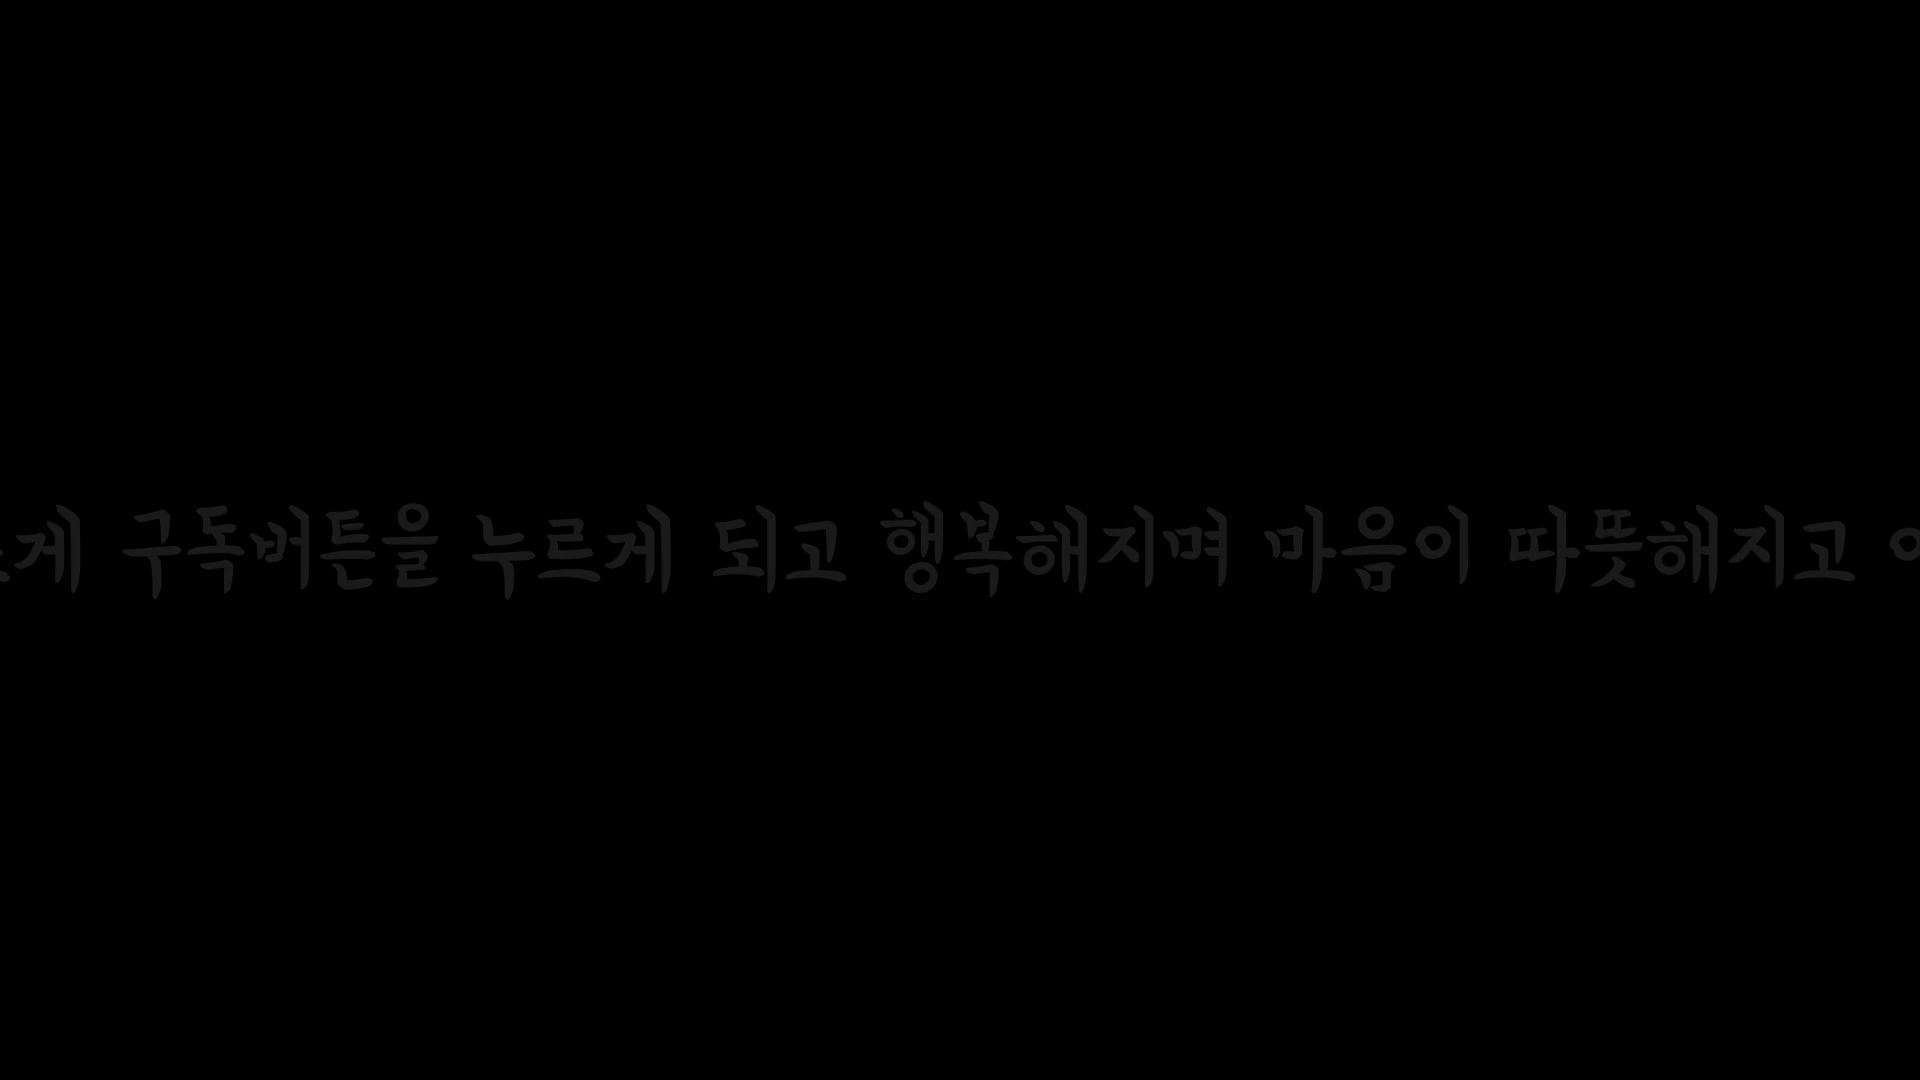 게 구독버튼을 누르게 되고 행복해지며 마음이 따뜻해지고